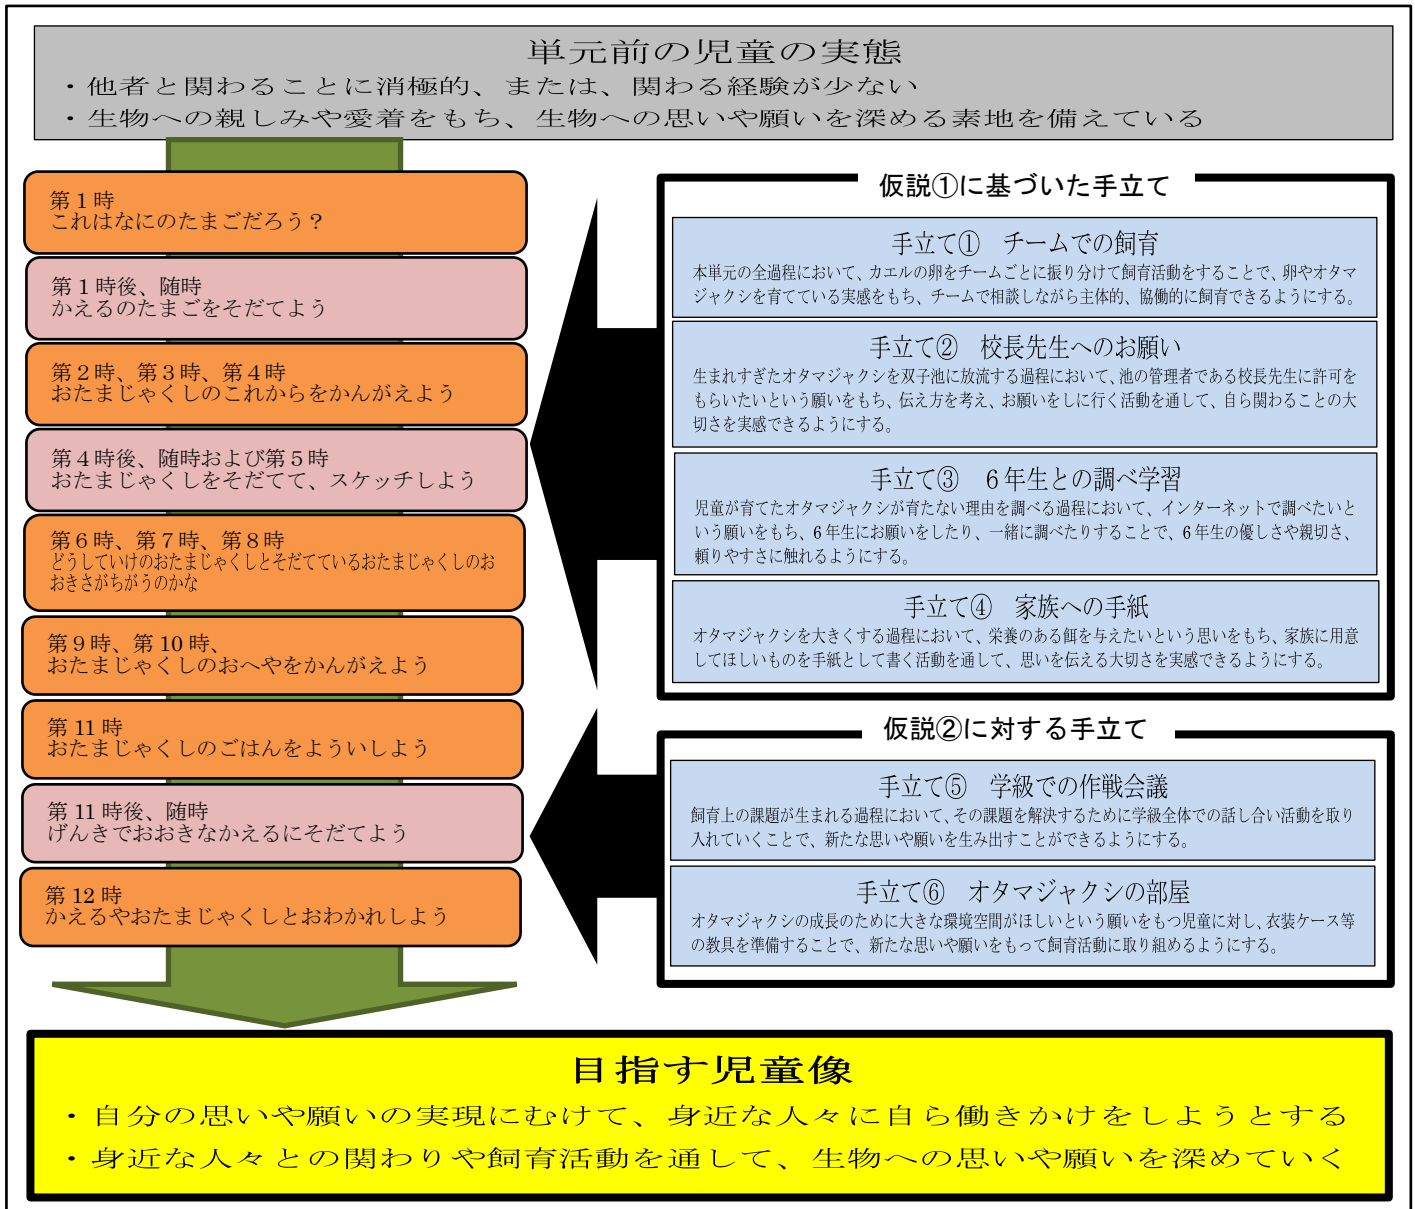 単元前の児童の実態
・他者と関わることに消極的、または、関わる経験が少ない
・生物への親しみや愛着をもち、生物への思いや願いを深める素地を備えている
第1時
これはなにのたまごだろう？
第1時後、随時
かえるのたまごをそだてよう
第2時、第3時、第4時
おたまじゃくしのこれからをかんがえよう
第4時後、随時および第5時
おたまじゃくしをそだてて、スケッチしよう
第6時、第7時、第8時
どうしていけのおたまじゃくしとそだてているおたまじゃくしのお
おきさがちがうのかな
第9時、第10時、
おたまじゃくしのおへやをかんがえよう
第11時
おたまじゃくしのごはんをよういしよう
第11時後、随時
げんきでおおきなかえるにそだてよう
第12時
かえるやおたまじゃくしとおわかれしよう
仮説①に基づいた手立て
手立て①　チームでの飼育
本単元の全過程において、カエルの卵をチームごとに振り分けて飼育活動をすることで、卵やオタマ
ジャクシを育てている実感をもち、チームで相談しながら主体的、協働的に飼育できるようにする。
手立て②　校長先生へのお願い
生まれすぎたオタマジャクシを双子池に放流する過程において、池の管理者である校長先生に許可を
もらいたいという願いをもち、伝え方を考え、お願いをしに行く活動を通して、自ら関わることの大
切さを実感できるようにする。
手立て③　6年生との調べ学習
児童が育てたオタマジャクシが育たない理由を調べる過程において、インターネットで調べたいと
いう願いをもち、6年生にお願いをしたり、一緒に調べたりすることで、6年生の優しさや親切さ、
頼りやすさに触れるようにする。
手立て④　家族への手紙
オタマジャクシを大きくする過程において、栄養のある餌を与えたいという思いをもち、家族に用意
してほしいものを手紙として書く活動を通して、思いを伝える大切さを実感できるようにする。
仮説②に対する手立て
手立て⑤　学級での作戦会議
飼育上の課題が生まれる過程において、その課題を解決するために学級全体での話し合い活動を取り
入れていくことで、新たな思いや願いを生み出すことができるようにする。
手立て⑥　オタマジャクシの部屋
オタマジャクシの成長のために大きな環境空間がほしいという願いをもつ児童に対し、衣装ケース等
の教具を準備することで、新たな思いや願いをもって飼育活動に取り組めるようにする。
目指す児童像
・自分の思いや願いの実現にむけて、身近な人々に自ら働きかけをしようとする
・身近な人々との関わりや飼育活動を通して、生物への思いや願いを深めていく